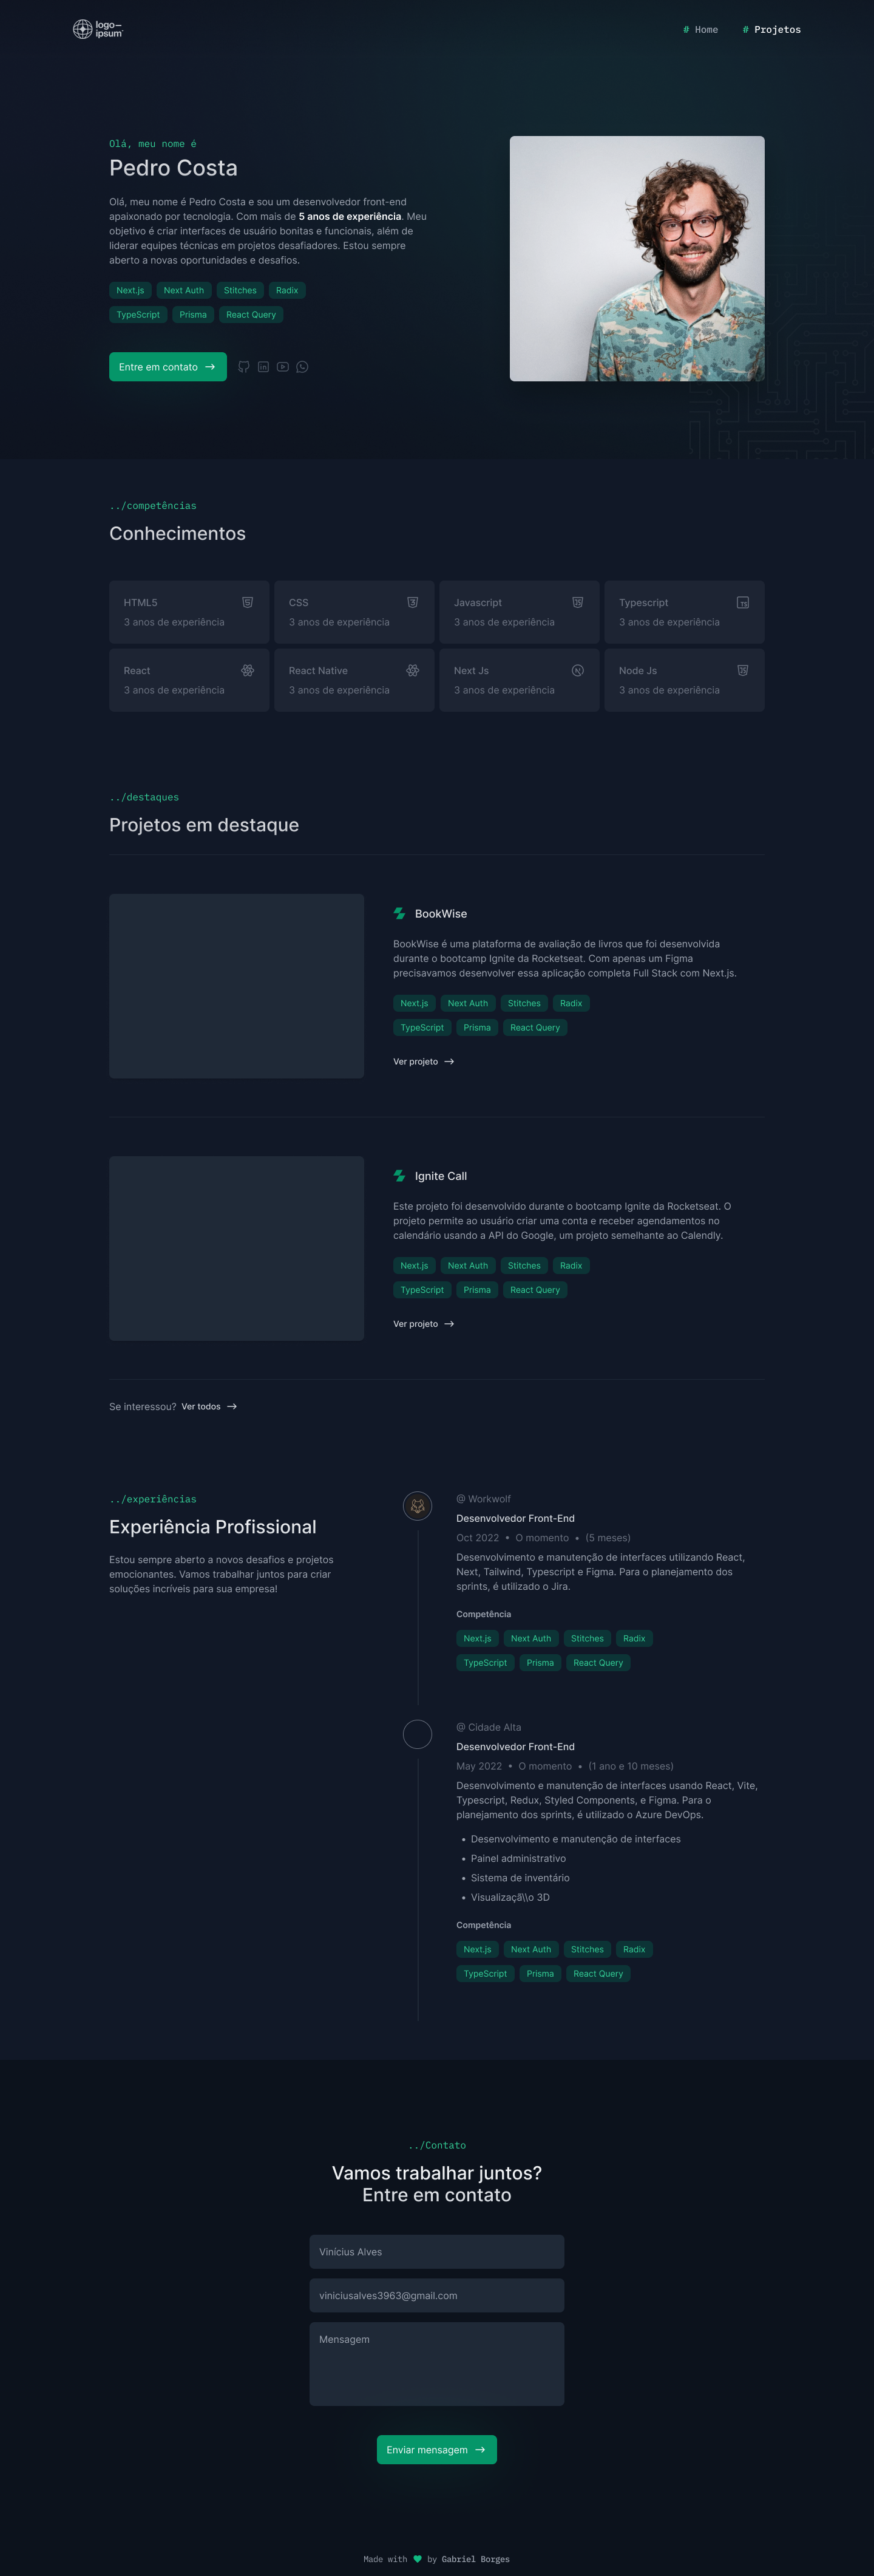 logo—
ipsum
# Home
# Projetos
Olá, meu nome é
Pedro Costa
Olá, meu nome é Pedro Costa e sou um desenvolvedor front-end
apaixonado por tecnologia. Com mais de 5 anos de experiência. Meu
objetivo é criar interfaces de usuário bonitas e funcionais, além de
liderar equipes técnicas em projetos desafiadores. Estou sempre
aberto a novas oportunidades e desafios.
Next.js Next Auth Stitches Radix
TypeScript Prisma React Query
Entre em contato
../competências
Conhecimentos
HTML5
3 anos de experiência
CSS
3 anos de experiência
Javascript
3 anos de experiência
Typescript
TS
3 anos de experiência
React
3 anos de experiência
React Native
3 anos de experiência
Next Js
3 anos de experiência
Node Js
3 anos de experiência
../destaques
Projetos em destaque
BookWise
BookWise é uma plataforma de avaliação de livros que foi desenvolvida
durante o bootcamp Ignite da Rocketseat. Com apenas um Figma
precisavamos desenvolver essa aplicação completa Full Stack com Next.js.
Next.js Next Auth Stitches Radix
TypeScript Prisma React Query
Ver projeto
Ignite Call
Este projeto foi desenvolvido durante o bootcamp Ignite da Rocketseat. O
projeto permite ao usuário criar uma conta e receber agendamentos no
calendário usando a API do Google, um projeto semelhante ao Calendly.
Next.js Next Auth Stitches Radix
TypeScript Prisma React Query
Ver projeto
Se interessou? Ver todos
../experiências
Experiência Profissional
Estou sempre aberto a novos desafios e projetos
emocionantes. Vamos trabalhar juntos para criar
soluções incríveis para sua empresa!
@ Workwolf
Desenvolvedor Front-End
Oct 2022 • O momento • (5 meses)
Desenvolvimento e manutenção de interfaces utilizando React,
Next, Tailwind, Typescript e Figma. Para o planejamento dos
sprints, é utilizado o Jira.
Competência
Next.js Next Auth Stitches Radix
TypeScript Prisma React Query
@ Cidade Alta
Desenvolvedor Front-End
May 2022 • O momento • (1 ano e 10 meses)
Desenvolvimento e manutenção de interfaces usando React, Vite,
Typescript, Redux, Styled Components, e Figma. Para o
planejamento dos sprints, é utilizado o Azure DevOps.
• Desenvolvimento e manutenção de interfaces
• Painel administrativo
• Sistema de inventário
• Visualizaçã\\o 3D
Competência
Next.js Next Auth Stitches Radix
TypeScript Prisma React Query
../Contato
Vamos trabalhar juntos?
Entre em contato
Vinícius Alves
viniciusalves3963@gmail.com
Mensagem
Enviar mensagem
Made with by Gabriel Borges